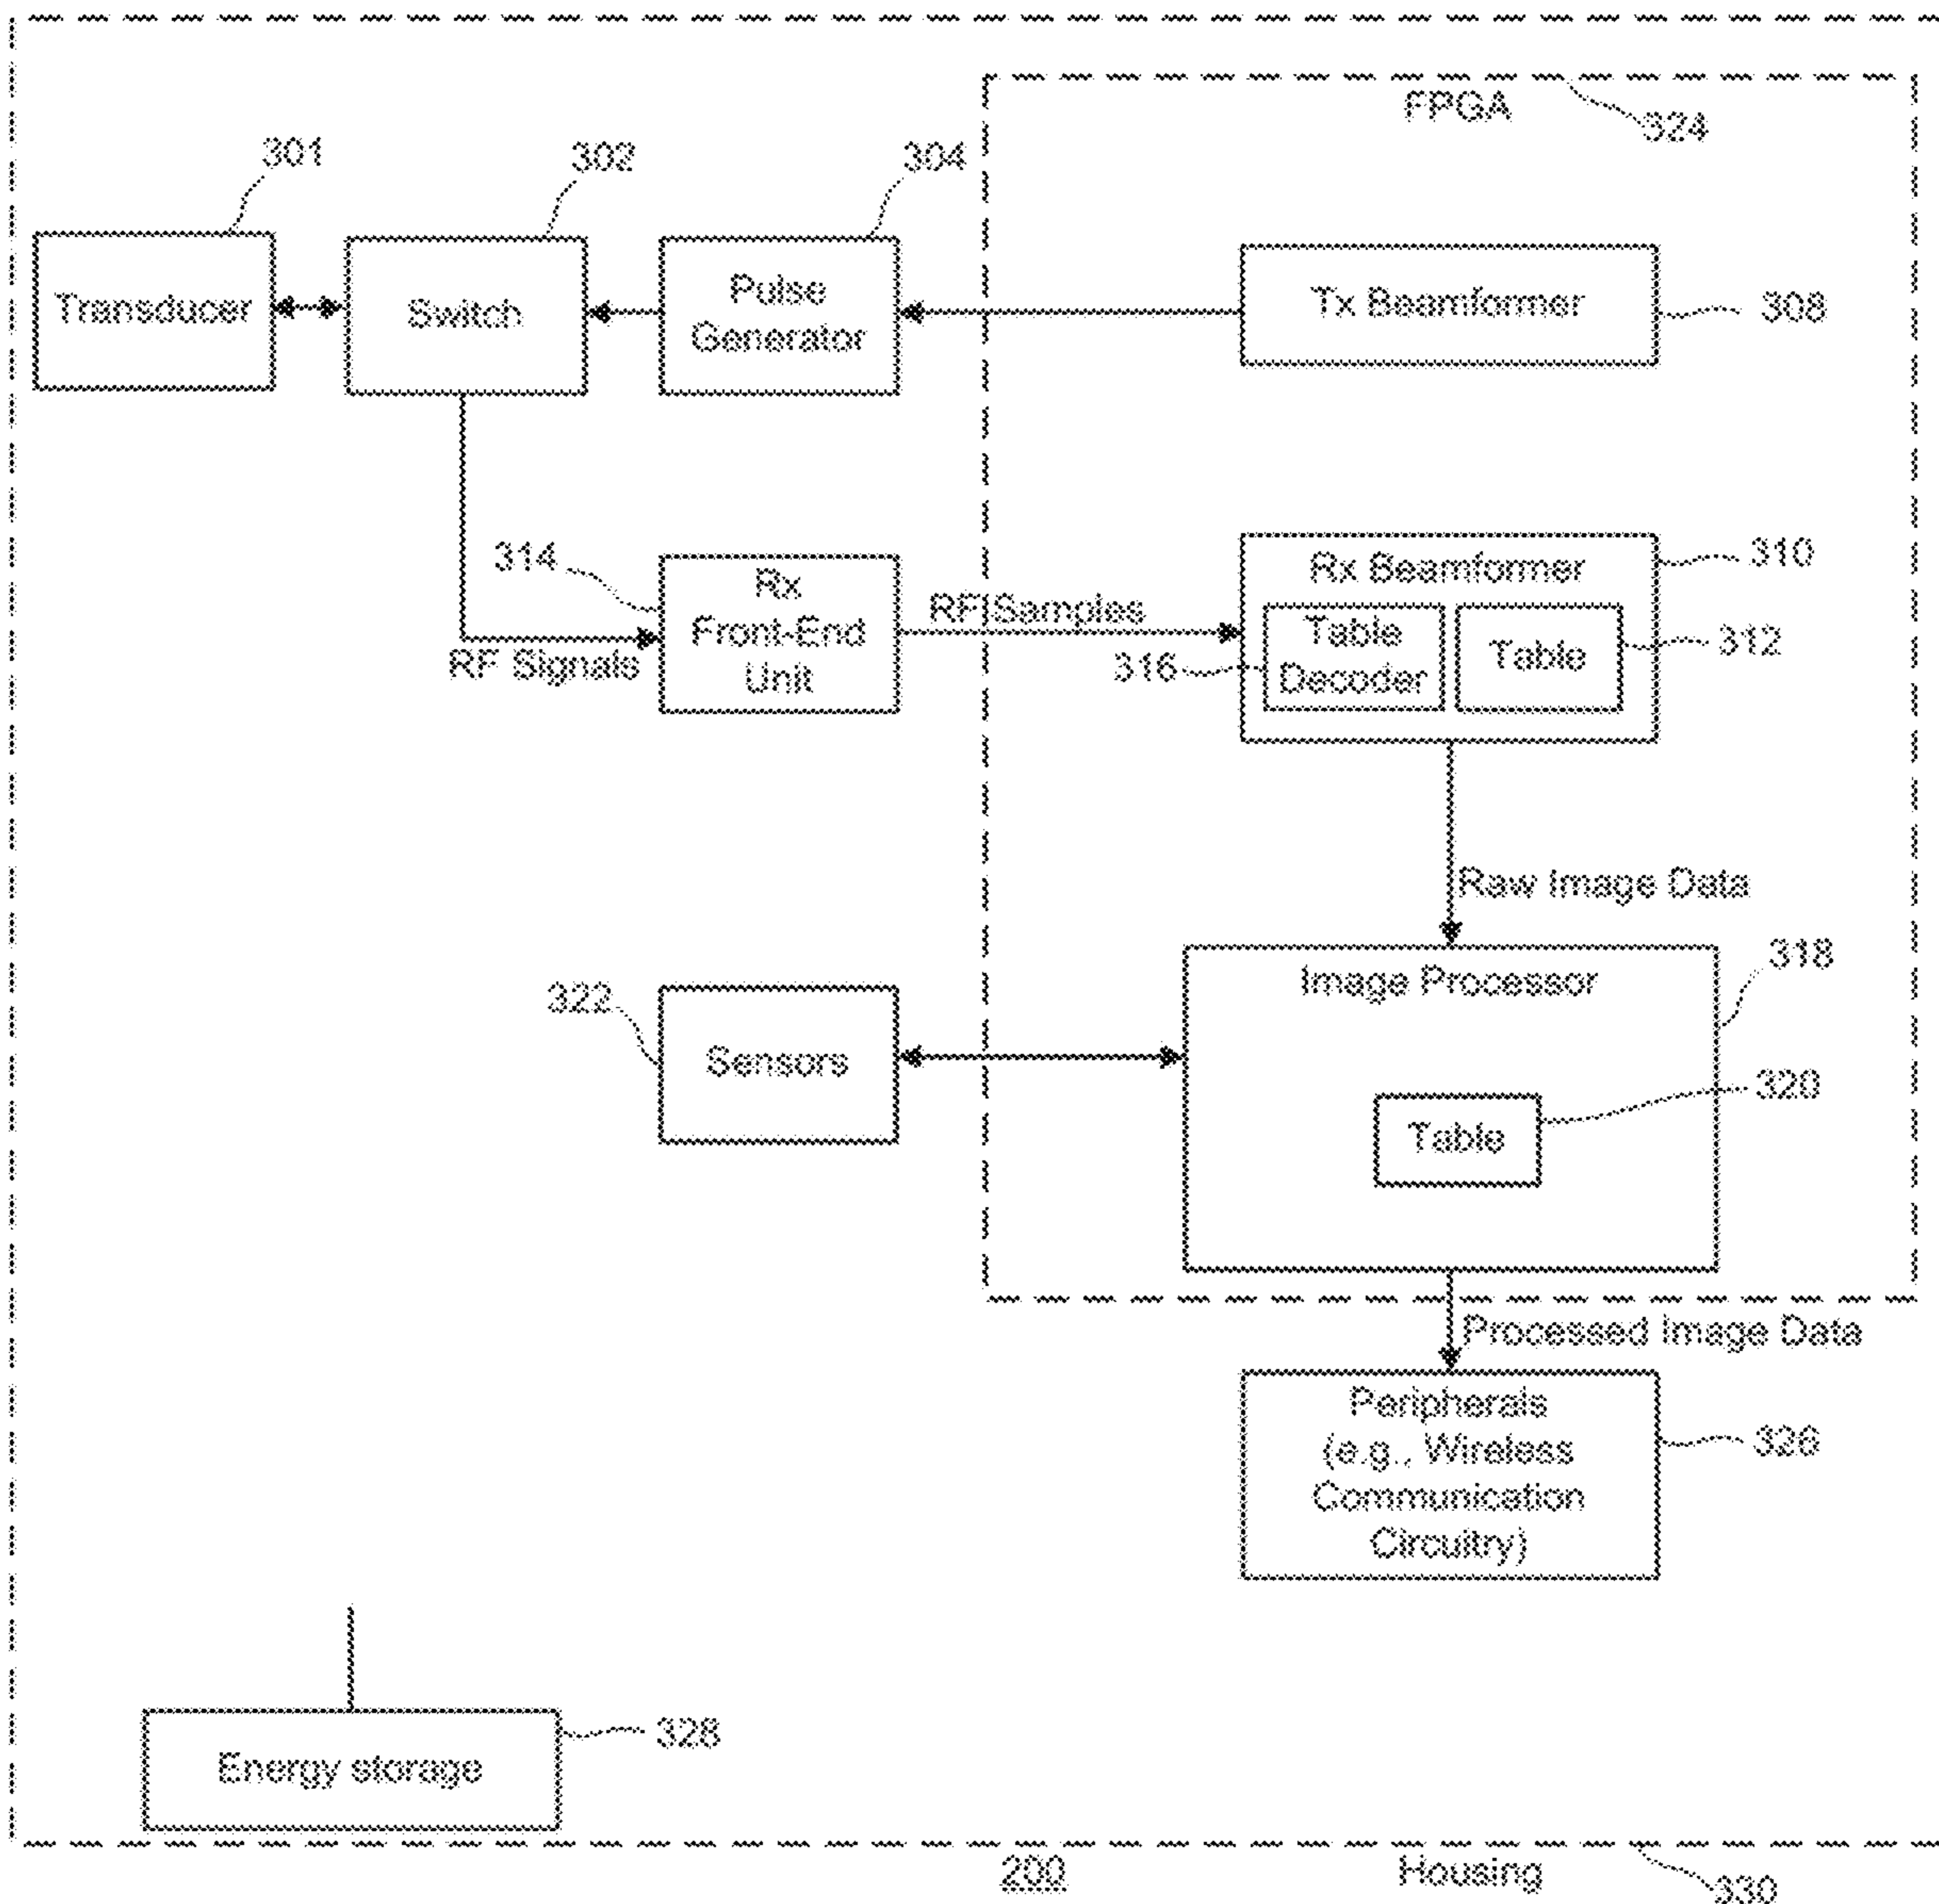 FPGA
324
301
302
304
Transducer
Switch
Pulse
Generator
Tx Beamformer
308
314
Rx
Front-End
Unit
RF Signals
RF Samples
Rx Beamformer
310
Table
Decoder
Table
312
316
Raw Image Data
322
Sensors
Image Processor
318
320
Table
Processed Image Data
Peripherals
(e.g., Wireless
Communication
Circuitry)
326
Energy storage
328
200
Housing
330